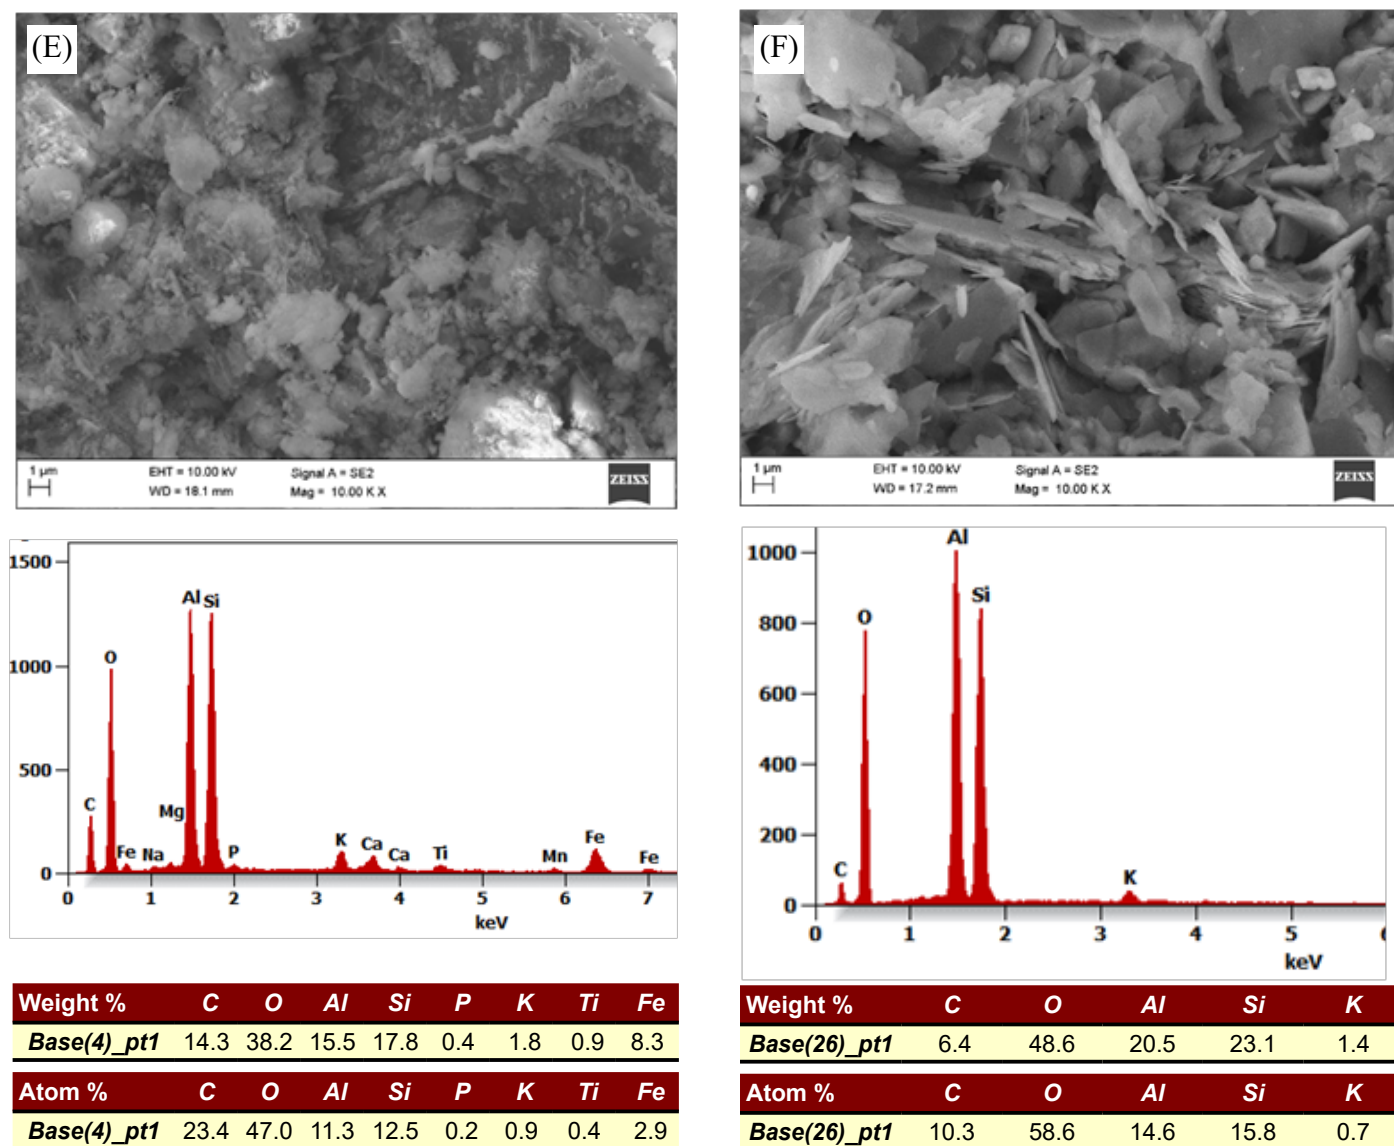 (E)
1 µm
EHT = 10.00 kV
Signal A = SE2
WD = 18.1 mm
Mag = 10.00 K X
ZEISS
(F)
1 µm
EHT = 10.00 kV
Signal A = SE2
WD = 17.2 mm
Mag = 10.00 K X
ZEISS
1500
1000
500
0
C
O
Fe
Na
Mg
Al
Si
P
K
Ca
Ca
Ti
Mn
Fe
Fe
0 1 2 3 4 5 6 7
keV
1000
800
600
400
200
0
C
O
Al
Si
K
0 1 2 3 4 5
keV
Weight % C O Al Si P K Ti Fe
Base(4)_pt1 14.3 38.2 15.5 17.8 0.4 1.8 0.9 8.3
Atom % C O Al Si P K Ti Fe
Base(4)_pt1 23.4 47.0 11.3 12.5 0.2 0.9 0.4 2.9
Weight % C O Al Si K
Base(26)_pt1 6.4 48.6 20.5 23.1 1.4
Atom % C O Al Si K
Base(26)_pt1 10.3 58.6 14.6 15.8 0.7